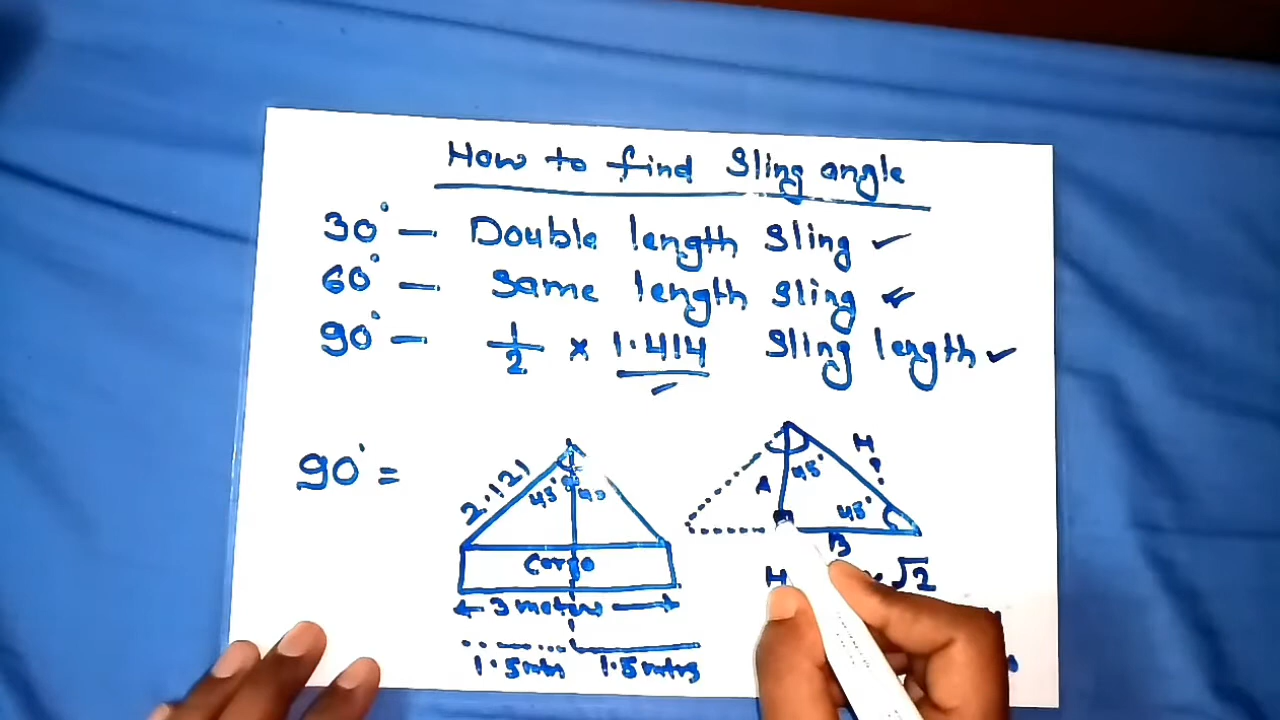 How to find Sling angle
30° — Double length Sling ✓
60° — Same length Sling ✓
90° — 1/2 × 1.414 Sling length ✓
90° =
2.121
45°
Cargo
3 meters
1.5 mtrs 1.5 mtrs
H ?
45°
A
45°
B
H √2